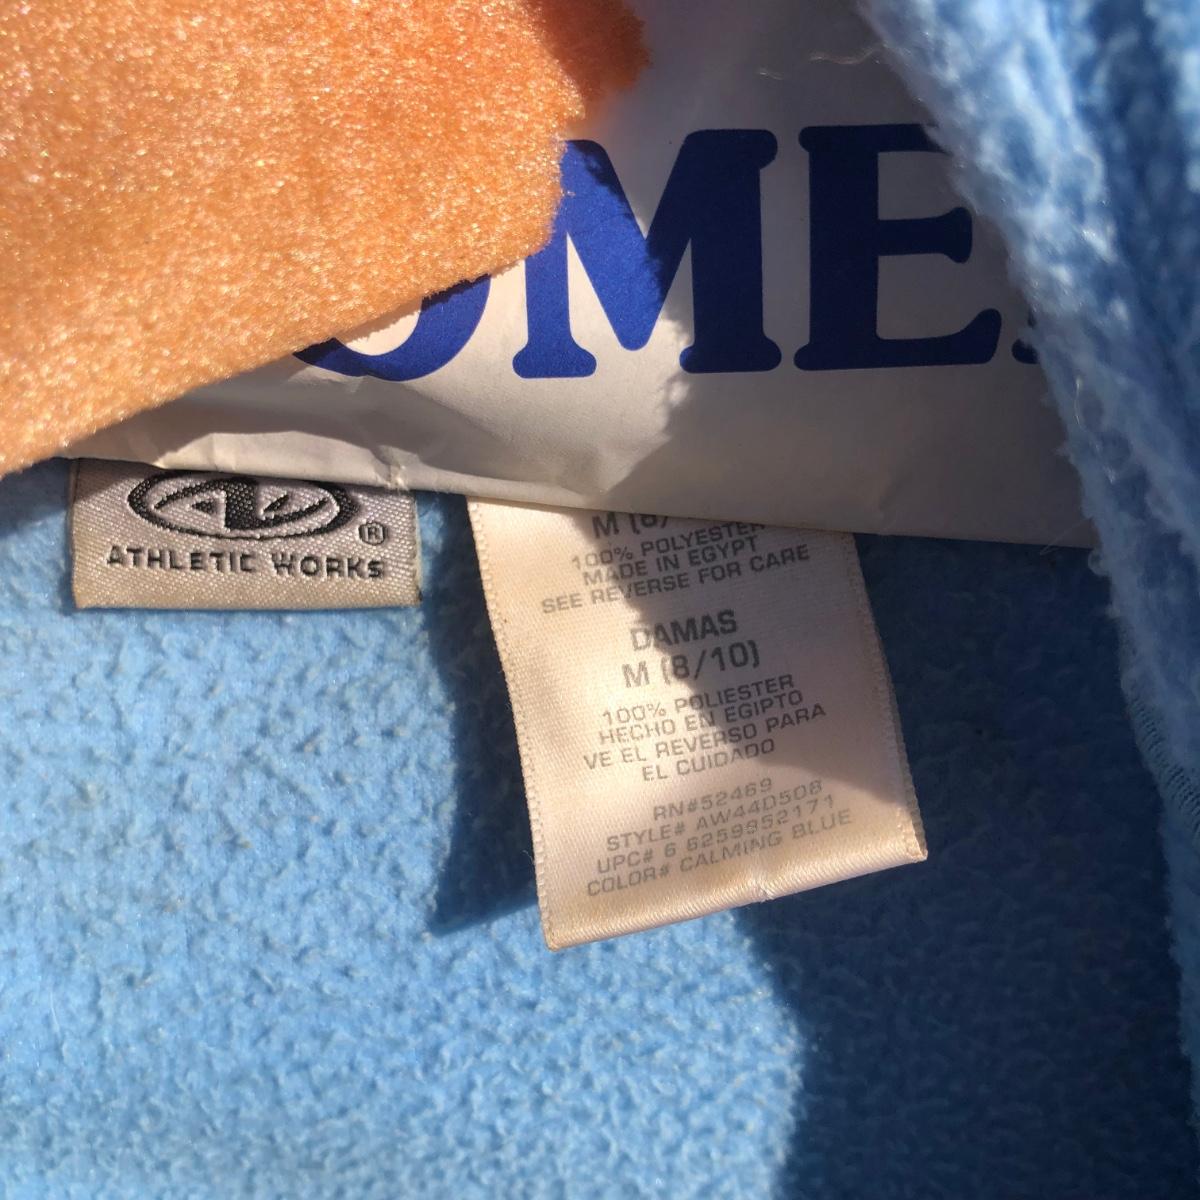 OME
®
ATHLETIC WORKS
M (8/
100% POLYESTER
MADE IN EGYPT
SEE REVERSE FOR CARE
DAMAS
M (8/10)
100% POLIESTER
HECHO EN EGIPTO
VE EL REVERSO PARA
EL CUIDADO
RN#52469
STYLE# AW44D508
UPC# 6 6259952171
COLOR# CALMING BLUE